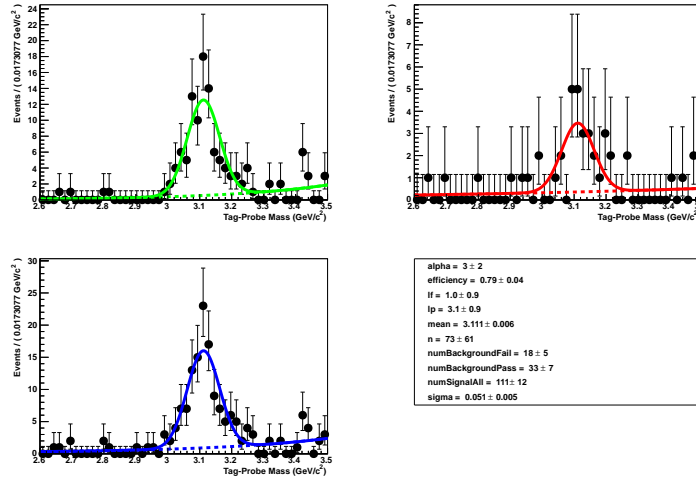 Events / ( 0.0173077 GeV/c²)
24
22
20
18
16
14
12
10
8
6
4
2
0
2.6 2.7 2.8 2.9 3 3.1 3.2 3.3 3.4 3.5
Tag-Probe Mass (GeV/c²)
Events / ( 0.0173077 GeV/c²)
8
7
6
5
4
3
2
1
0
2.6 2.7 2.8 2.9 3 3.1 3.2 3.3 3.4 3.5
Tag-Probe Mass (GeV/c²)
Events / ( 0.0173077 GeV/c²)
30
25
20
15
10
5
0
2.6 2.7 2.8 2.9 3 3.1 3.2 3.3 3.4 3.5
Tag-Probe Mass (GeV/c²)
alpha = 3 ± 2
efficiency = 0.79 ± 0.04
lf = 1.0 ± 0.9
lp = 3.1 ± 0.9
mean = 3.111 ± 0.006
n = 73 ± 61
numBackgroundFail = 18 ± 5
numBackgroundPass = 33 ± 7
numSignalAll = 111 ± 12
sigma = 0.051 ± 0.005